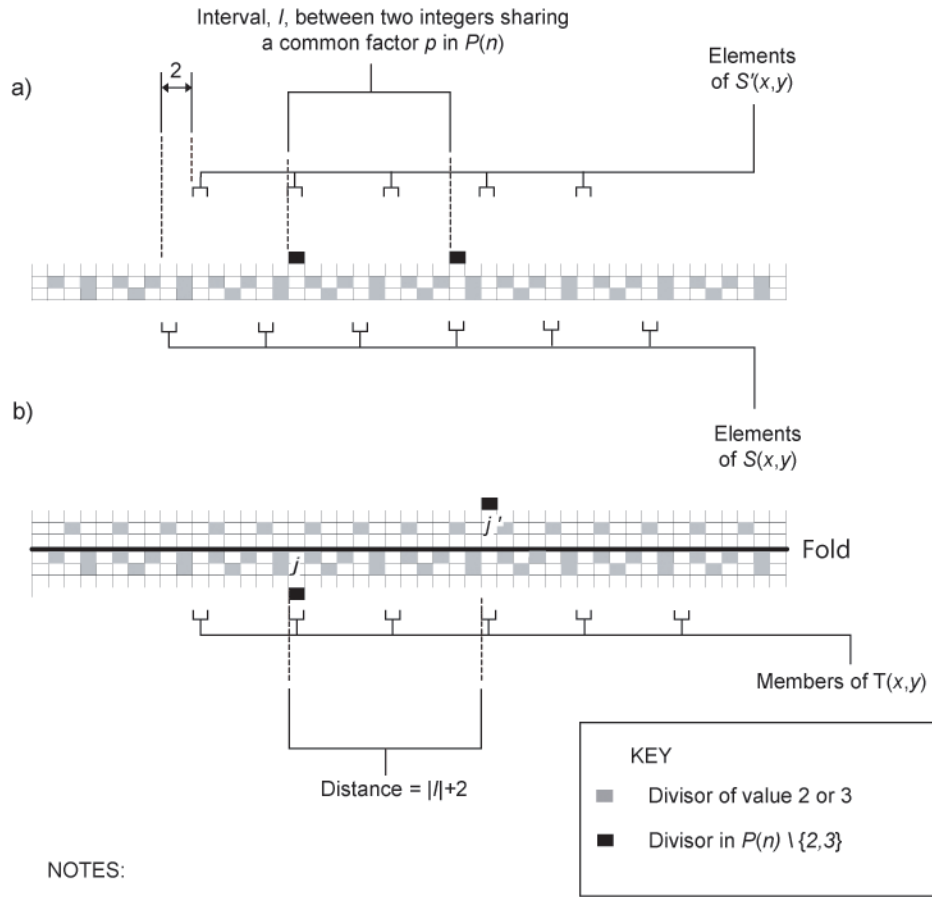 Interval, I, between two integers sharing
a common factor p in P(n)
a)
2
Elements
of S'(x,y)
Elements
of S(x,y)
b)
j'
Fold
j
Members of T(x,y)
Distance = |I|+2
KEY
Divisor of value 2 or 3
Divisor in P(n) \ {2,3}
NOTES: